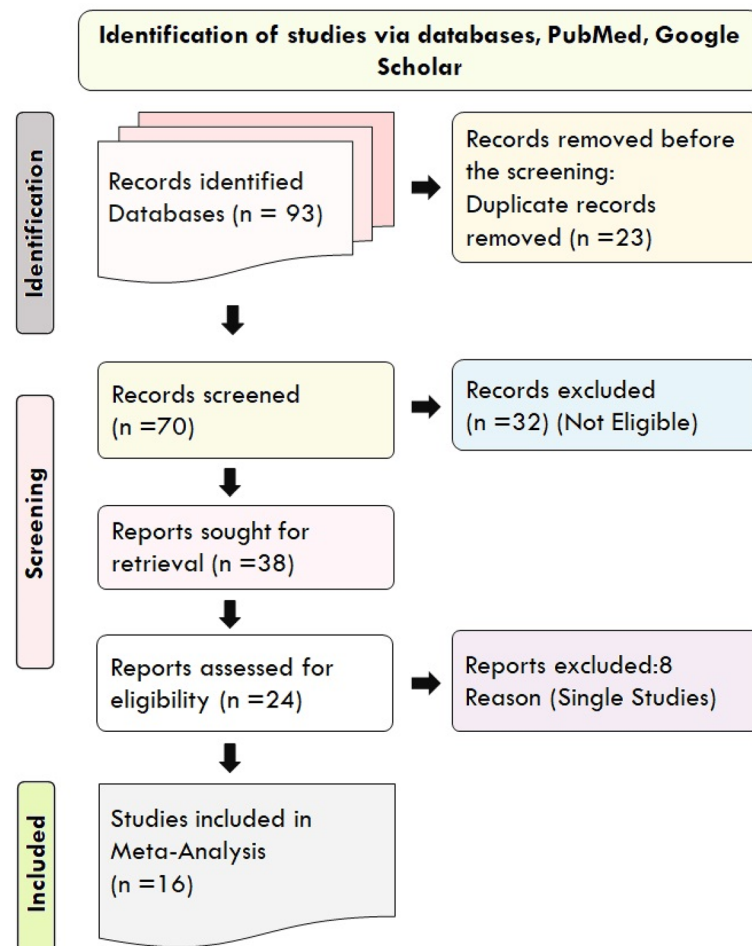 Identification of studies via databases, PubMed, Google
Scholar
Identification
Records identified
Databases (n = 93)
Records removed before
the screening:
Duplicate records
removed (n =23)
Screening
Records screened
(n =70)
Records excluded
(n =32) (Not Eligible)
Reports sought for
retrieval (n =38)
Reports assessed for
eligibility (n =24)
Reports excluded:8
Reason (Single Studies)
Included
Studies included in
Meta-Analysis
(n =16)